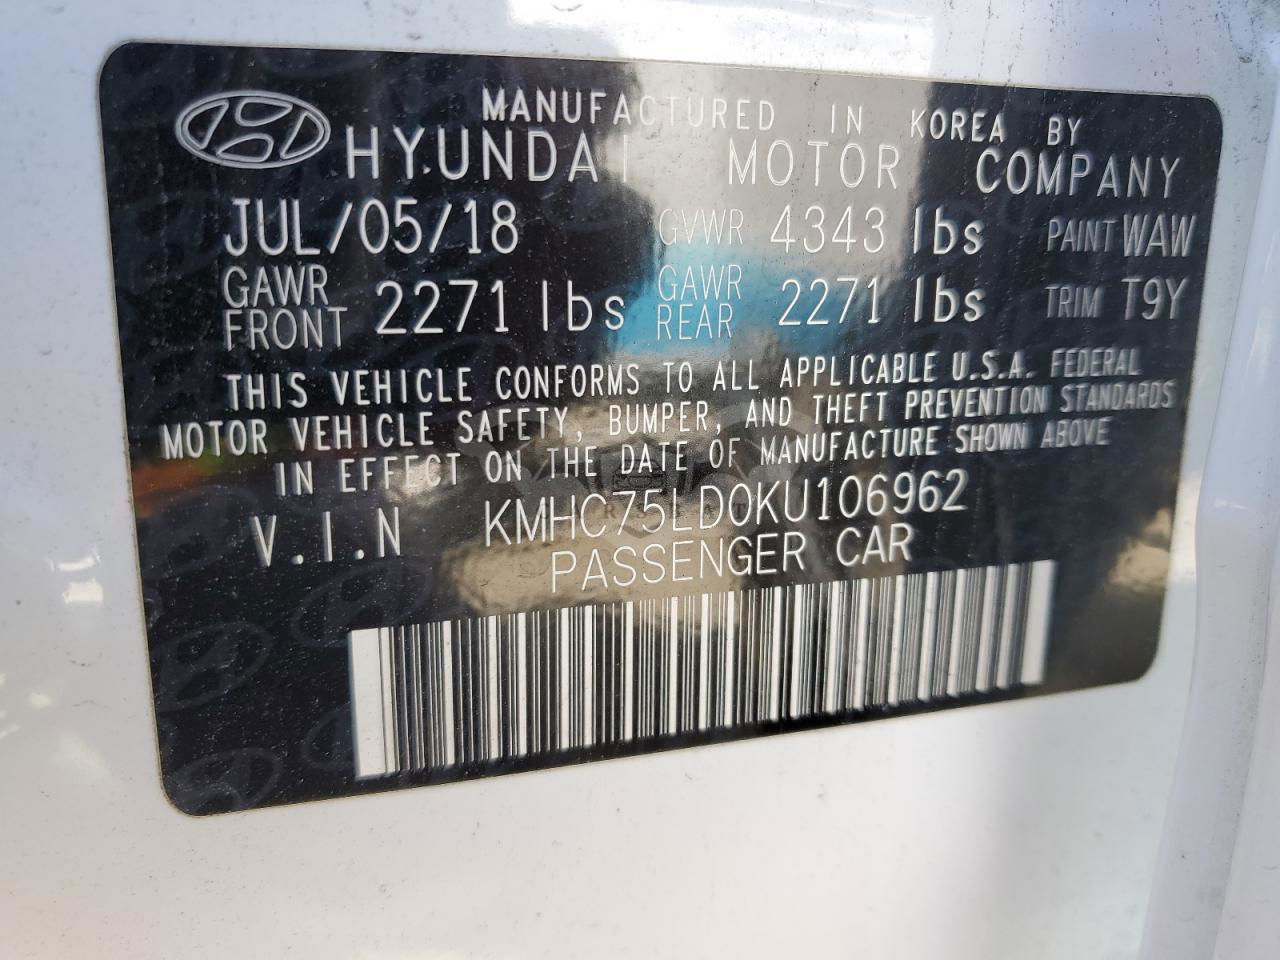 MANUFACTURED IN KOREA BY
HYUNDAI MOTOR COMPANY
JUL/05/18 GVWR 4343 lbs PAINT WAW
GAWR FRONT 2271 lbs GAWR REAR 2271 lbs TRIM T9Y
THIS VEHICLE CONFORMS TO ALL APPLICABLE U.S.A. FEDERAL
MOTOR VEHICLE SAFETY, BUMPER, AND THEFT PREVENTION STANDARDS
IN EFFECT ON THE DATE OF MANUFACTURE SHOWN ABOVE
V.I.N KMHC75LD0KU106962
PASSENGER CAR